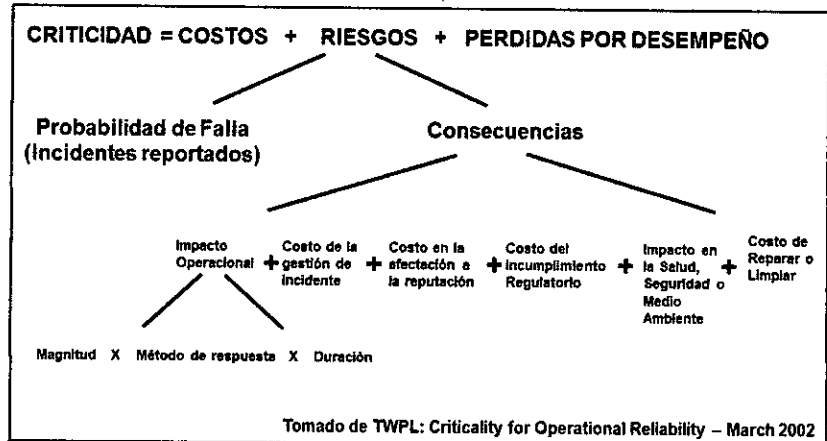 CRITICIDAD = COSTOS + RIESGOS + PERDIDAS POR DESEMPEÑO
Probabilidad de Falla
(Incidentes reportados)
Consecuencias
Impacto
Operacional
+
Costo de la
gestión de
incidente
+
Costo en la
afectación a
la reputación
+
Costo del
Incumplimiento
Regulatorio
+
Impacto en
la Salud,
Seguridad o
Medio
Ambiente
+
Costo de
Reparar o
Limpiar
Magnitud X Método de respuesta X Duración
Tomado de TWPL: Criticality for Operational Reliability – March 2002